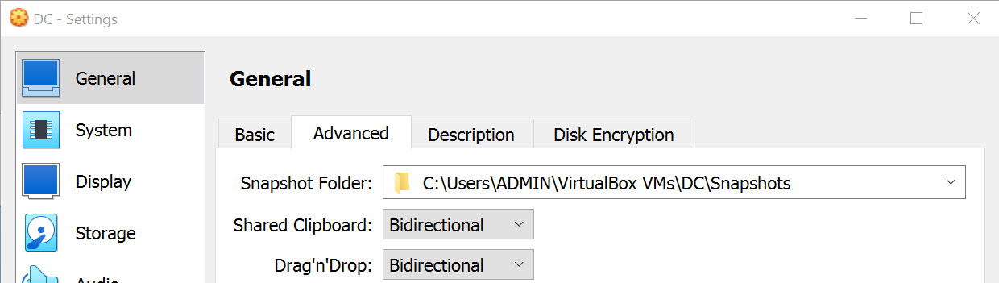 DC - Settings
General
System
Display
Storage
Audio
General
Basic
Advanced
Description
Disk Encryption
Snapshot Folder: C:\Users\ADMIN\VirtualBox VMs\DC\Snapshots
Shared Clipboard: Bidirectional
Drag'n'Drop: Bidirectional